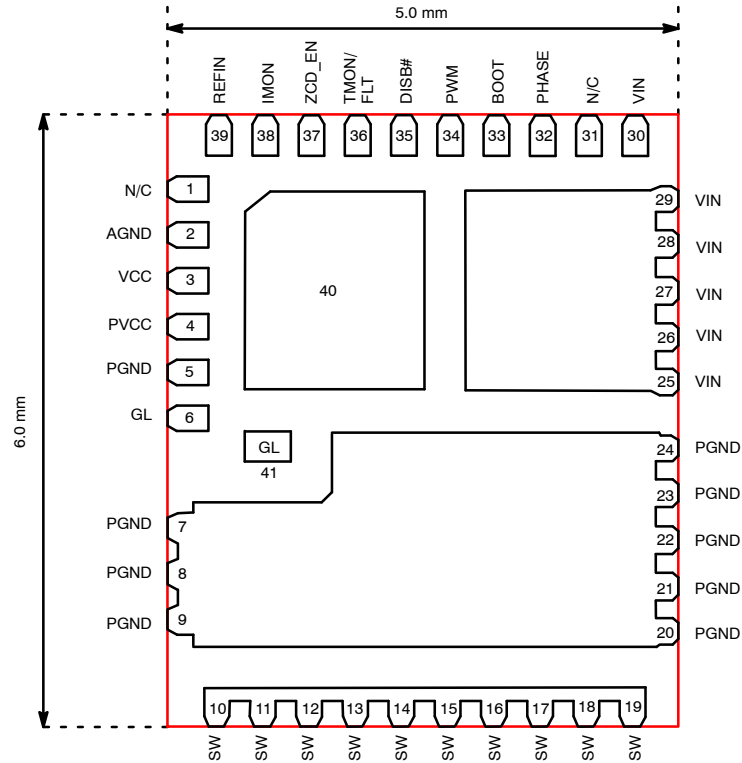 5.0 mm
REFIN
IMON
ZCD_EN
TMON/
FLT
DISB#
PWM
BOOT
PHASE
N/C
VIN
39
38
37
36
35
34
33
32
31
30
6.0 mm
N/C 1
AGND 2
VCC 3
PVCC 4
PGND 5
GL 6
40
29 VIN
28 VIN
27 VIN
26 VIN
25 VIN
GL
41
PGND 7
PGND 8
PGND 9
24 PGND
23 PGND
22 PGND
21 PGND
20 PGND
10
11
12
13
14
15
16
17
18
19
SW
SW
SW
SW
SW
SW
SW
SW
SW
SW